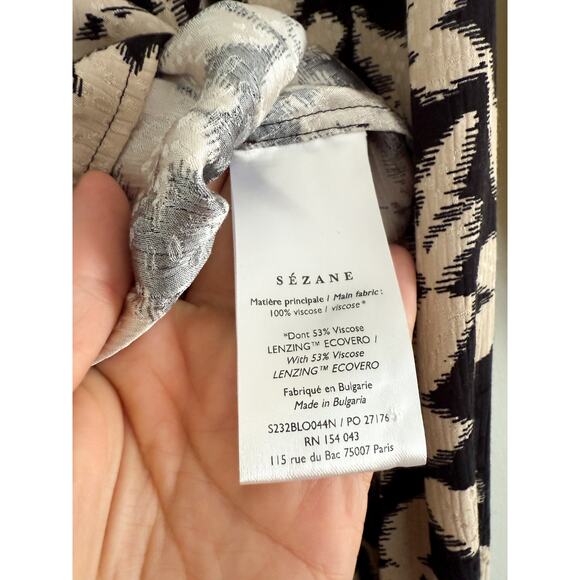 SÉZANE
Matière principale / Main fabric :
100% viscose / viscose*
*Dont 53% Viscose
LENZING™ ECOVERO /
With 53% Viscose
LENZING™ ECOVERO
Fabriqué en Bulgarie
Made in Bulgaria
S232BLO044N / PO 27176
RN 154 043
115 rue du Bac 75007 Paris